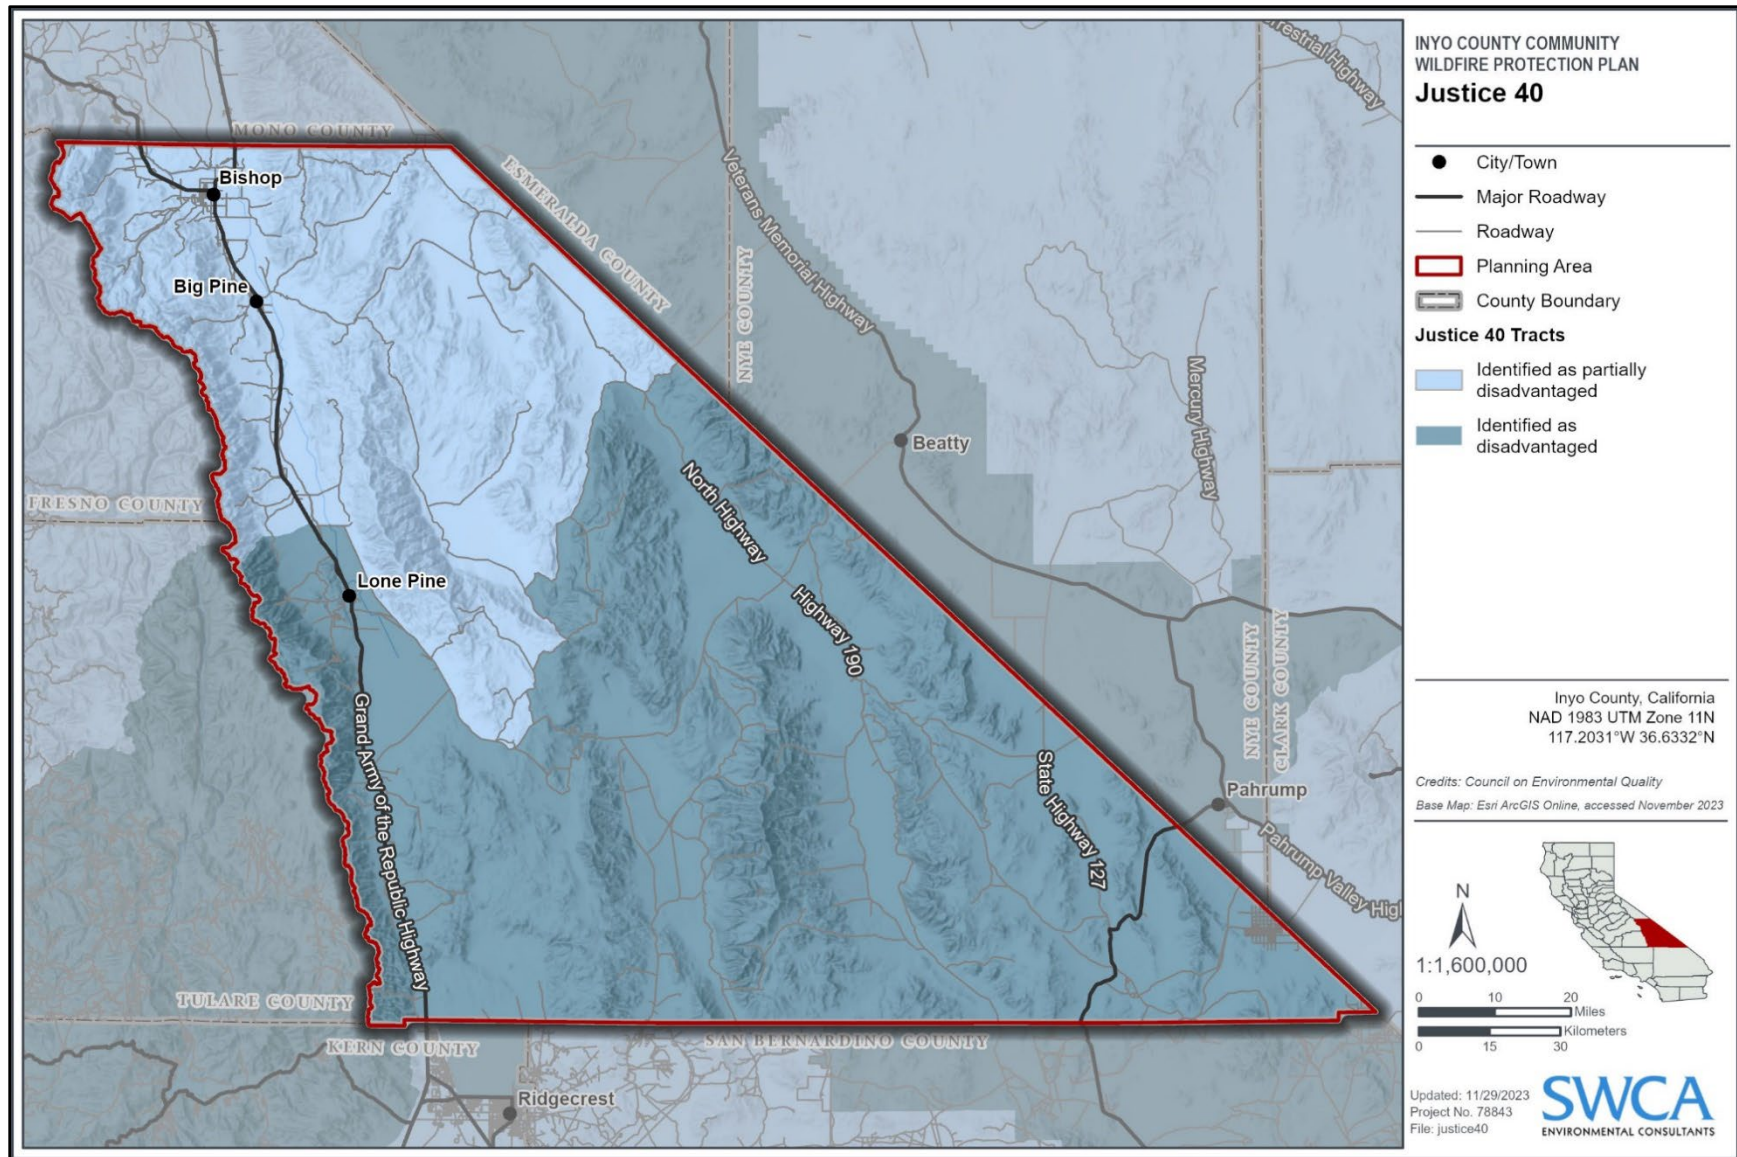 MONO COUNTY
Bishop
Big Pine
ESMERALDA COUNTY
NYE COUNTY
Veterans Memorial Highway
Mercury Highway
Beatty
FRESNO COUNTY
North Highway
Highway 190
Lone Pine
Grand Army of the Republic Highway
State Highway 127
NYE COUNTY
CLARK COUNTY
Pahrump
Pahrump Valley Hig
TULARE COUNTY
KERN COUNTY
SAN BERNARDINO COUNTY
Ridgecrest
INYO COUNTY COMMUNITY
WILDFIRE PROTECTION PLAN
Justice 40
City/Town
Major Roadway
Roadway
Planning Area
County Boundary
Justice 40 Tracts
Identified as partially
disadvantaged
Identified as
disadvantaged
Inyo County, California
NAD 1983 UTM Zone 11N
117.2031°W 36.6332°N
Credits: Council on Environmental Quality
Base Map: Esri ArcGIS Online, accessed November 2023
N
1:1,600,000
0 10 20
Miles
Kilometers
0 15 30
Updated: 11/29/2023
Project No. 78843
File: justice40
SWCA
ENVIRONMENTAL CONSULTANTS